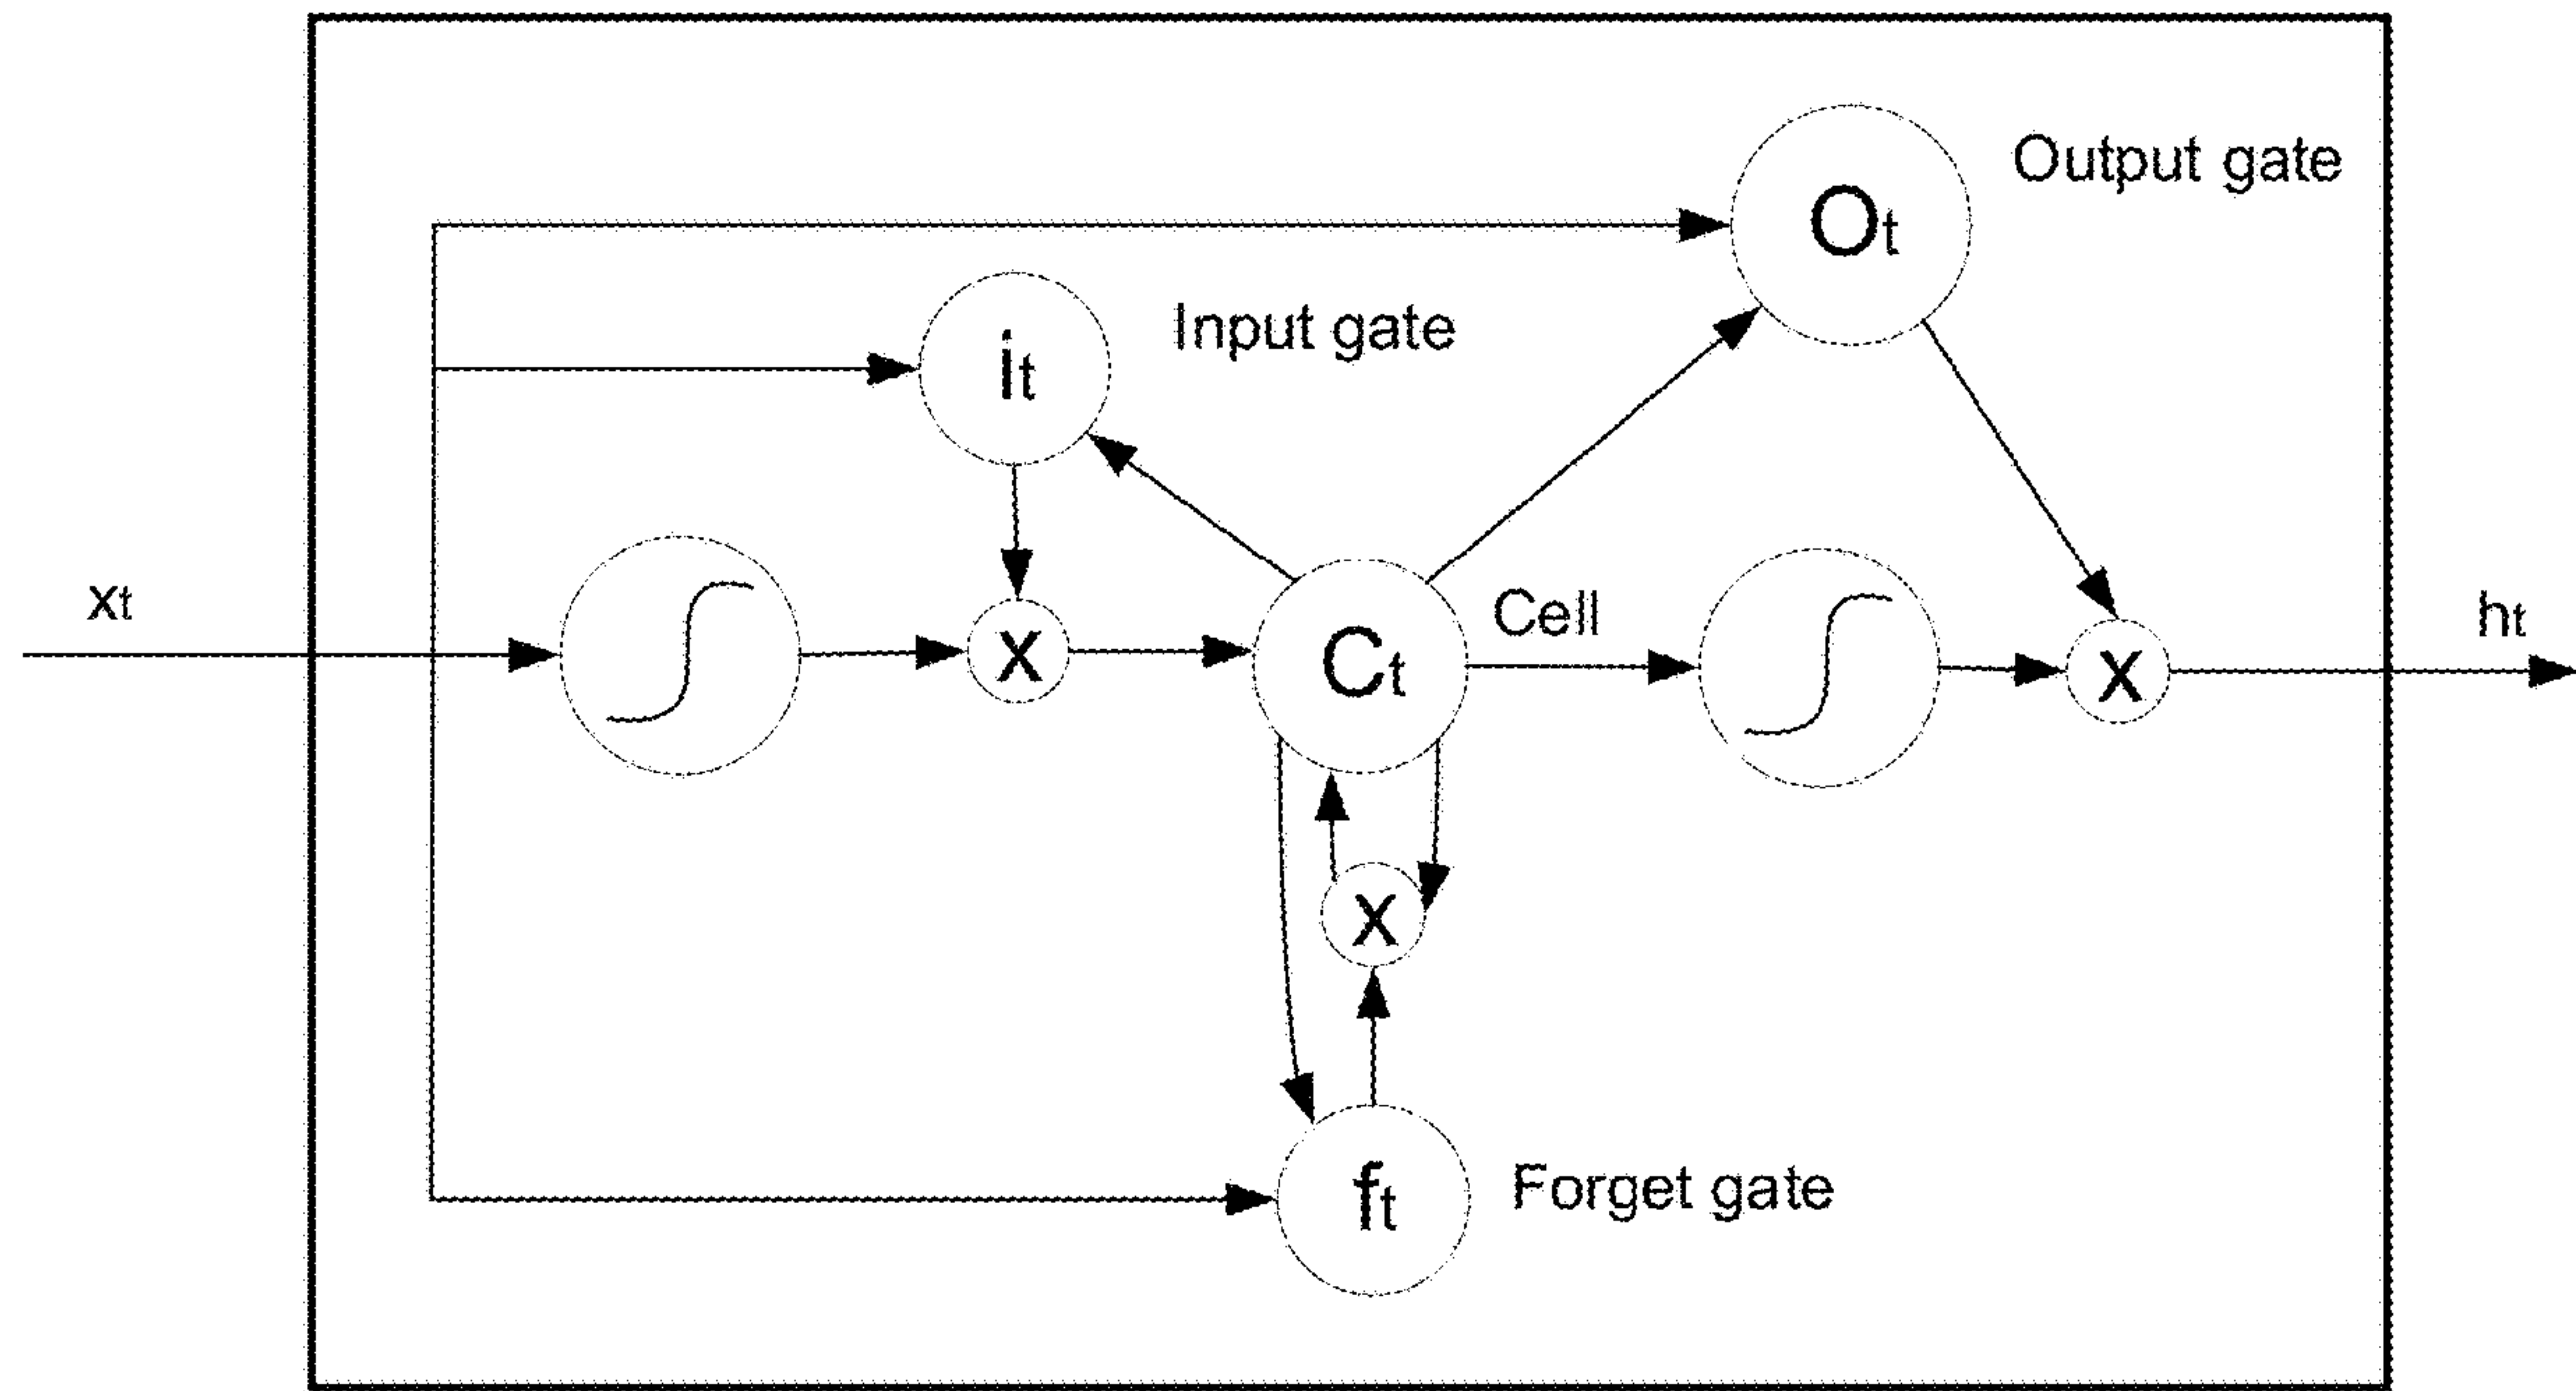 Output gate
Ot
Input gate
it
xt
x
Ct
Cell
x
ht
x
ft
Forget gate